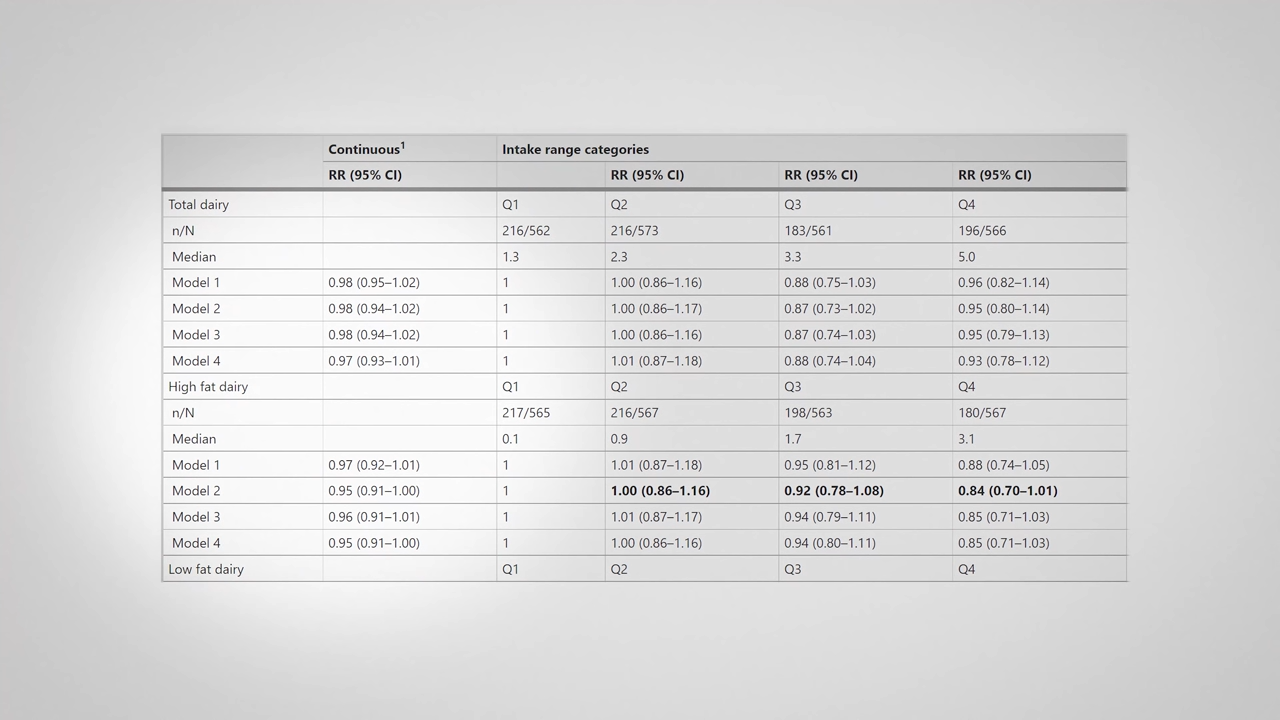 Continuous1 Intake range categories
RR (95% CI) RR (95% CI) RR (95% CI) RR (95% CI)
Total dairy Q1 Q2 Q3 Q4
n/N 216/562 216/573 183/561 196/566
Median 1.3 2.3 3.3 5.0
Model 1 0.98 (0.95–1.02) 1 1.00 (0.86–1.16) 0.88 (0.75–1.03) 0.96 (0.82–1.14)
Model 2 0.98 (0.94–1.02) 1 1.00 (0.86–1.17) 0.87 (0.73–1.02) 0.95 (0.80–1.14)
Model 3 0.98 (0.94–1.02) 1 1.00 (0.86–1.16) 0.87 (0.74–1.03) 0.95 (0.79–1.13)
Model 4 0.97 (0.93–1.01) 1 1.01 (0.87–1.18) 0.88 (0.74–1.04) 0.93 (0.78–1.12)
High fat dairy Q1 Q2 Q3 Q4
n/N 217/565 216/567 198/563 180/567
Median 0.1 0.9 1.7 3.1
Model 1 0.97 (0.92–1.01) 1 1.01 (0.87–1.18) 0.95 (0.81–1.12) 0.88 (0.74–1.05)
Model 2 0.95 (0.91–1.00) 1 1.00 (0.86–1.16) 0.92 (0.78–1.08) 0.84 (0.70–1.01)
Model 3 0.96 (0.91–1.01) 1 1.01 (0.87–1.17) 0.94 (0.79–1.11) 0.85 (0.71–1.03)
Model 4 0.95 (0.91–1.00) 1 1.00 (0.86–1.16) 0.94 (0.80–1.11) 0.85 (0.71–1.03)
Low fat dairy Q1 Q2 Q3 Q4